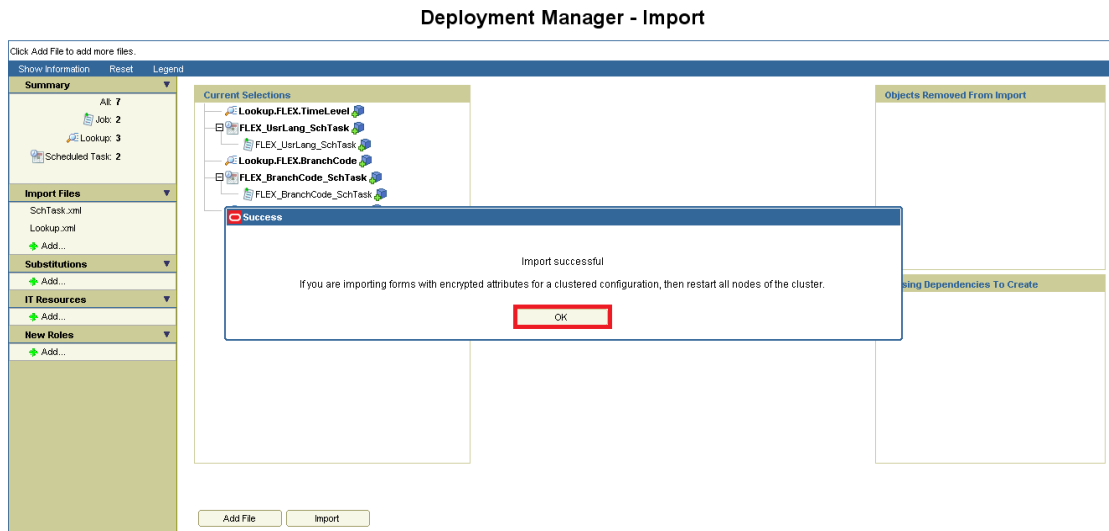 Deployment Manager - Import
Click Add File to add more files.
Show Information Reset Legend
Summary
All: 7
Job: 2
Lookup: 3
Scheduled Task: 2
Import Files
SchTask.xml
Lookup.xml
Add...
Substitutions
Add...
IT Resources
Add...
New Roles
Add...
Current Selections
Lookup.FLEX.TimeLevel
FLEX_UsrLang_SchTask
FLEX_UsrLang_SchTask
Lookup.FLEX.BranchCode
FLEX_BranchCode_SchTask
FLEX_BranchCode_SchTask
Objects Removed From Import
Success
Import successful
If you are importing forms with encrypted attributes for a clustered configuration, then restart all nodes of the cluster.
OK
Dependencies To Create
Add File Import